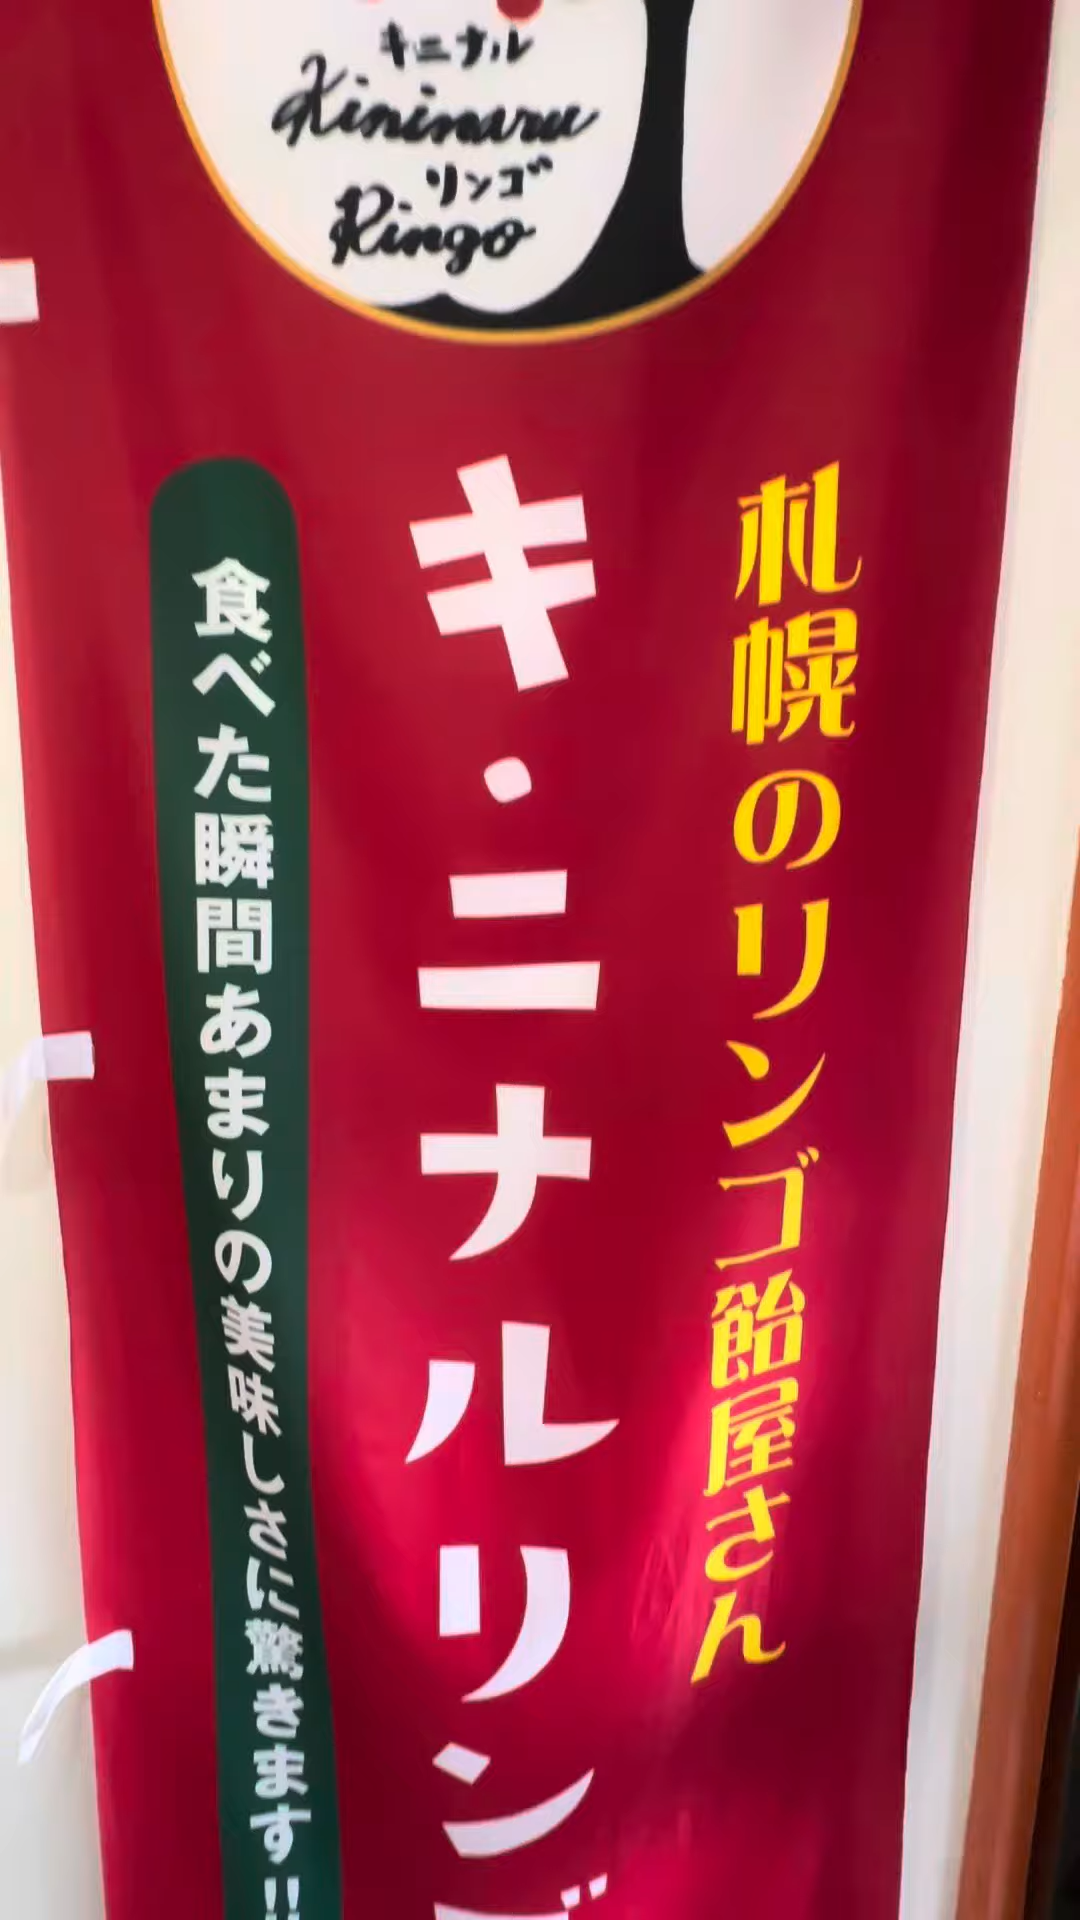 キニナル
Kininaru
リンゴ
Ringo
札幌のリンゴ飴屋さん
キ・ニナルリンゴ
食べた瞬間あまりの美味しさに驚きます!!